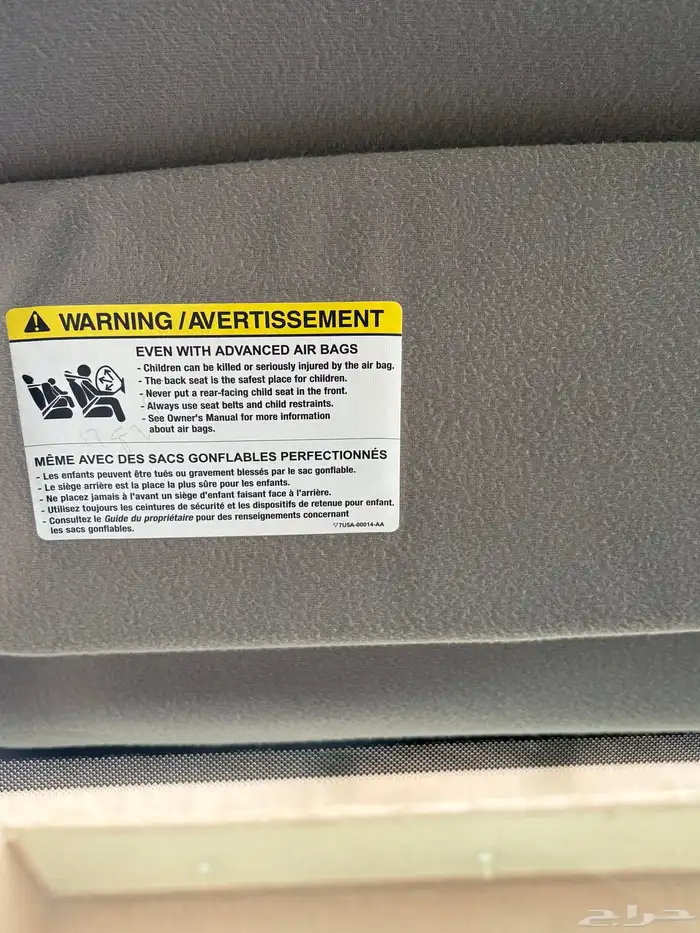 WARNING / AVERTISSEMENT
EVEN WITH ADVANCED AIR BAGS
- Children can be killed or seriously injured by the air bag.
- The back seat is the safest place for children.
- Never put a rear-facing child seat in the front.
- Always use seat belts and child restraints.
- See Owner's Manual for more information
about air bags.
MÊME AVEC DES SACS GONFLABLES PERFECTIONNÉS
- Les enfants peuvent être tués ou gravement blessés par le sac gonflable.
- Le siège arrière est la place la plus sûre pour les enfants.
- Ne placez jamais à l'avant un siège d'enfant faisant face à l'arrière.
- Utilisez toujours les ceintures de sécurité et les dispositifs de retenue pour enfant.
- Consultez le Guide du propriétaire pour des renseignements concernant
les sacs gonflables.
▽7USA-00014-AA
حراج